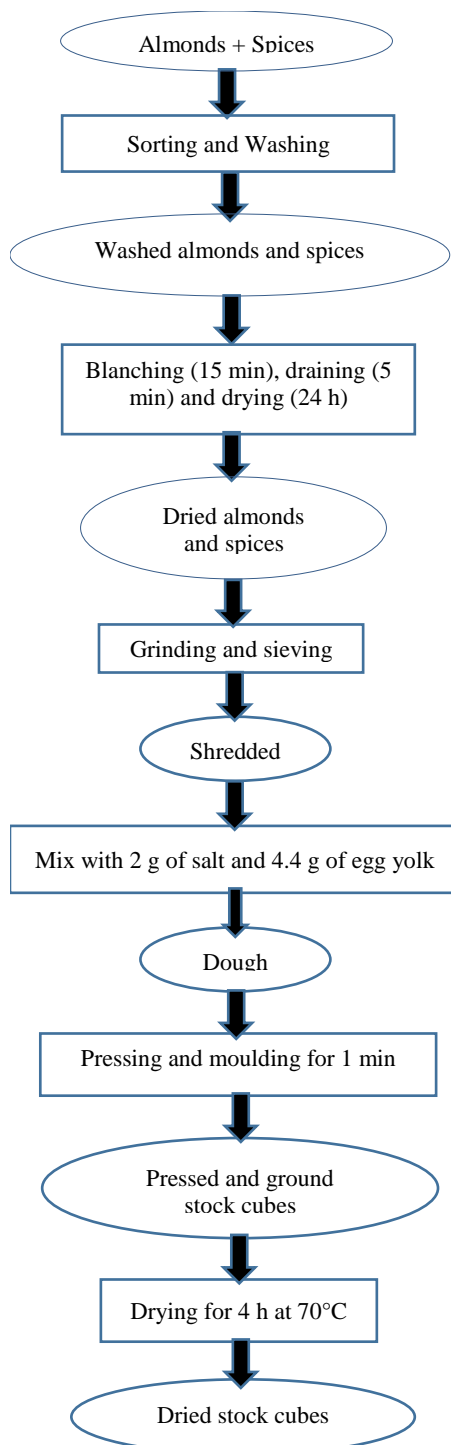 Almonds + Spices
Sorting and Washing
Washed almonds and spices
Blanching (15 min), draining (5
min) and drying (24 h)
Dried almonds
and spices
Grinding and sieving
Shredded
Mix with 2 g of salt and 4.4 g of egg yolk
Dough
Pressing and moulding for 1 min
Pressed and ground
stock cubes
Drying for 4 h at 70°C
Dried stock cubes